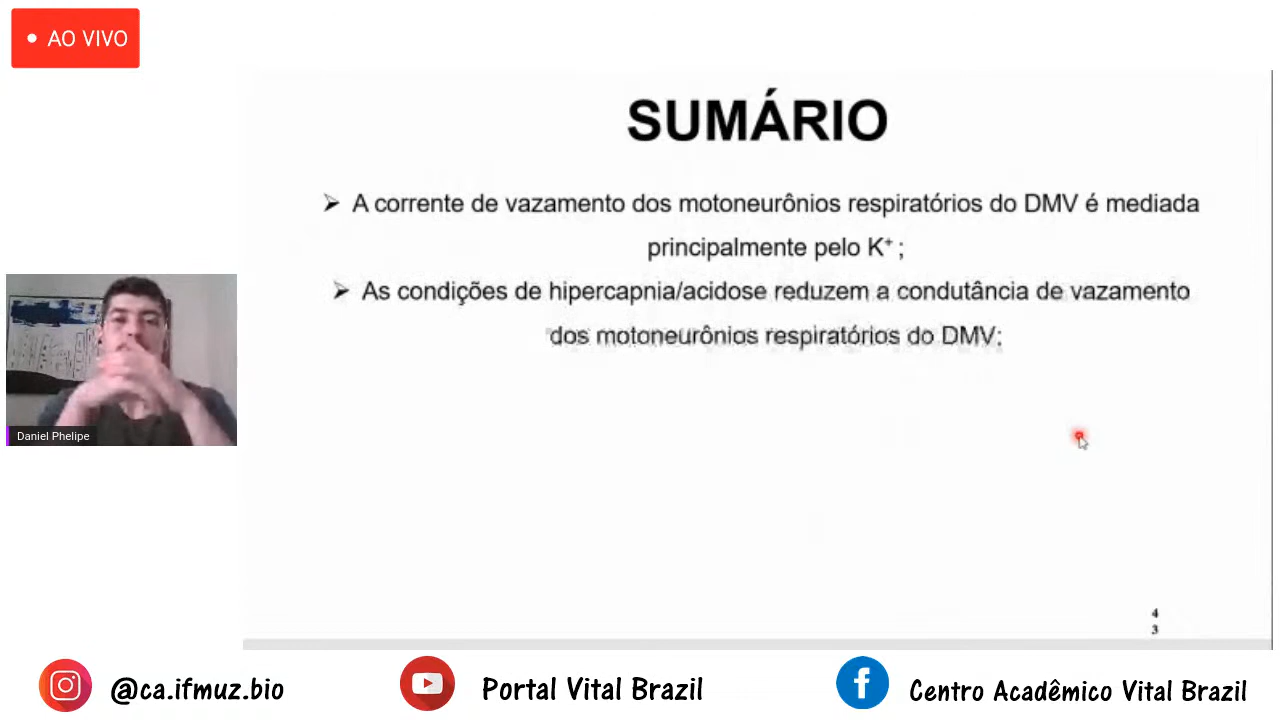 AO VIVO
SUMÁRIO
➢ A corrente de vazamento dos motoneurônios respiratórios do DMV é mediada
principalmente pelo K⁺ ;
➢ As condições de hipercapnia/acidose reduzem a condutância de vazamento
dos motoneurônios respiratórios do DMV;
Daniel Phelipe
4
3
@ca.ifmuz.bio
Portal Vital Brazil
Centro Acadêmico Vital Brazil